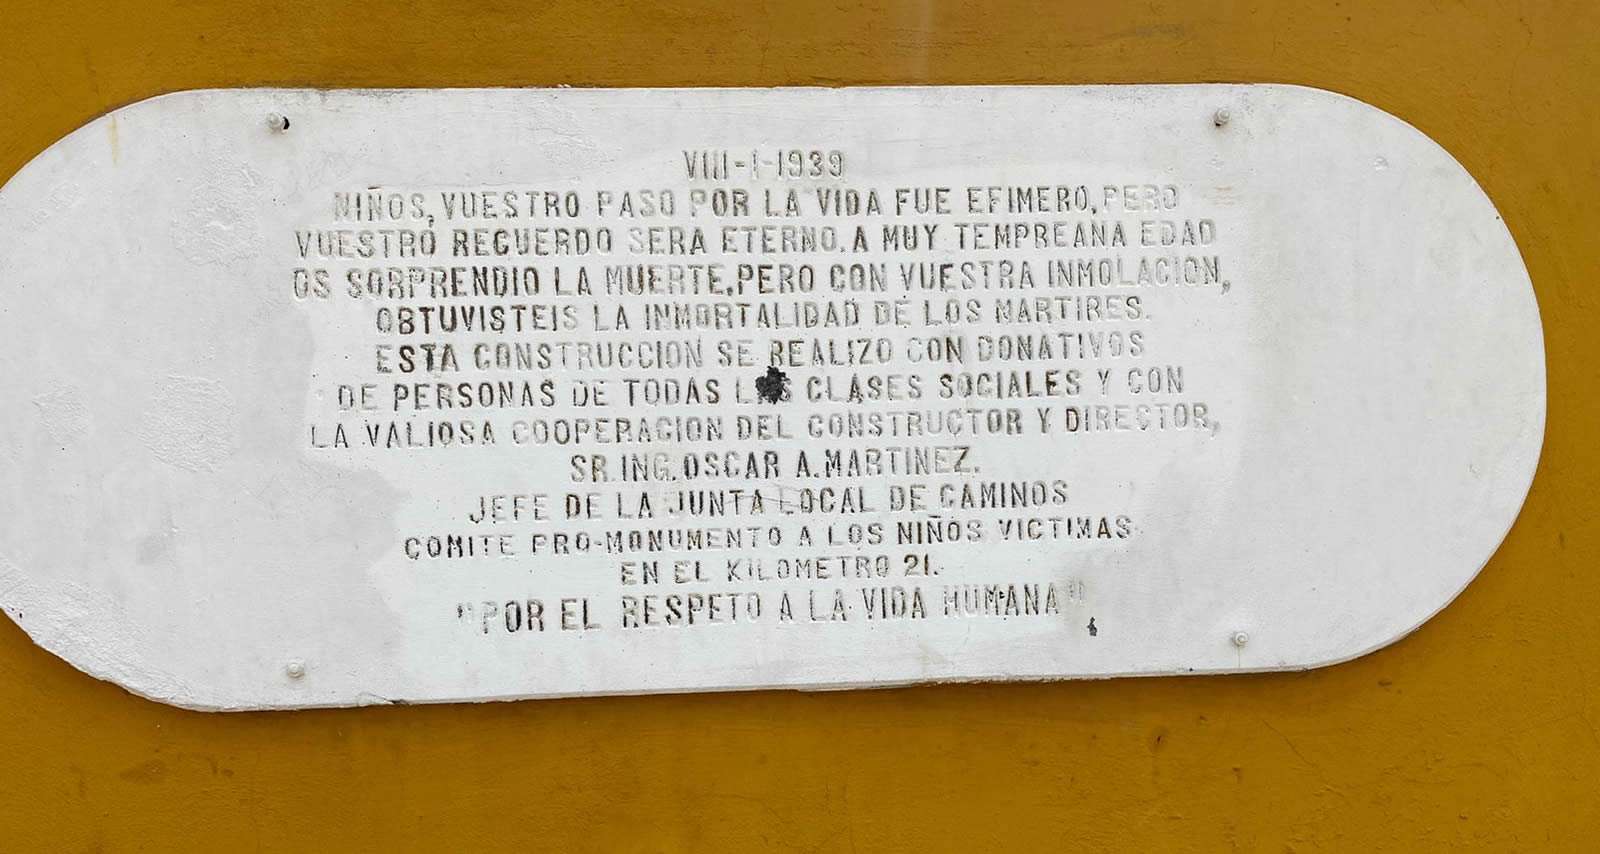 VIII-I-1939
NIÑOS, VUESTRO PASO POR LA VIDA FUE EFIMERO, PERO
VUESTRO RECUERDO SERA ETERNO. A MUY TEMPREANA EDAD
OS SORPRENDIO LA MUERTE, PERO CON VUESTRA INMOLACION,
OBTUVISTEIS LA INMORTALIDAD DE LOS MARTIRES.
ESTA CONSTRUCCION SE REALIZO CON DONATIVOS
DE PERSONAS DE TODAS LAS CLASES SOCIALES Y CON
LA VALIOSA COOPERACION DEL CONSTRUCTOR Y DIRECTOR,
SR. ING. OSCAR A. MARTINEZ.
JEFE DE LA JUNTA LOCAL DE CAMINOS
COMITE PRO-MONUMENTO A LOS NIÑOS VICTIMAS
EN EL KILOMETRO 21.
"POR EL RESPETO A LA VIDA HUMANA"